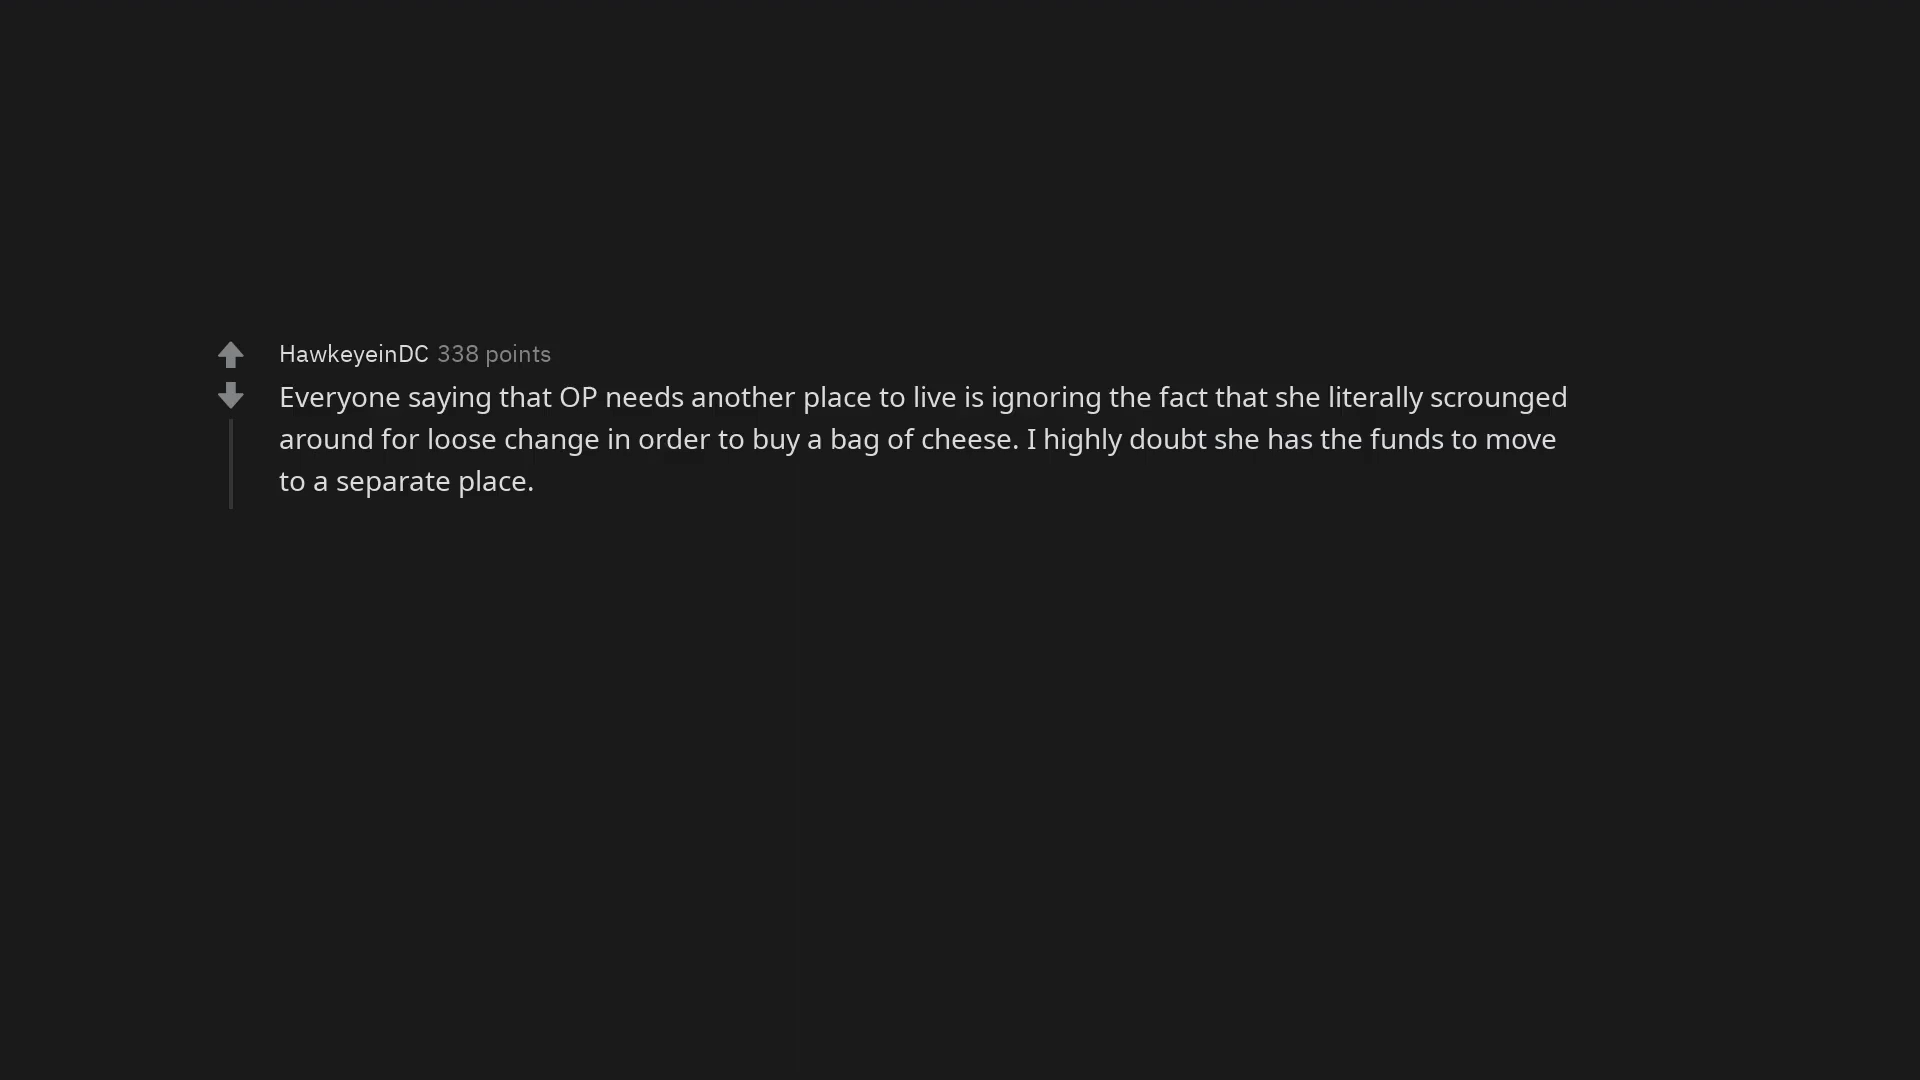 HawkeyeinDC 338 points
Everyone saying that OP needs another place to live is ignoring the fact that she literally scrounged
around for loose change in order to buy a bag of cheese. I highly doubt she has the funds to move
to a separate place.